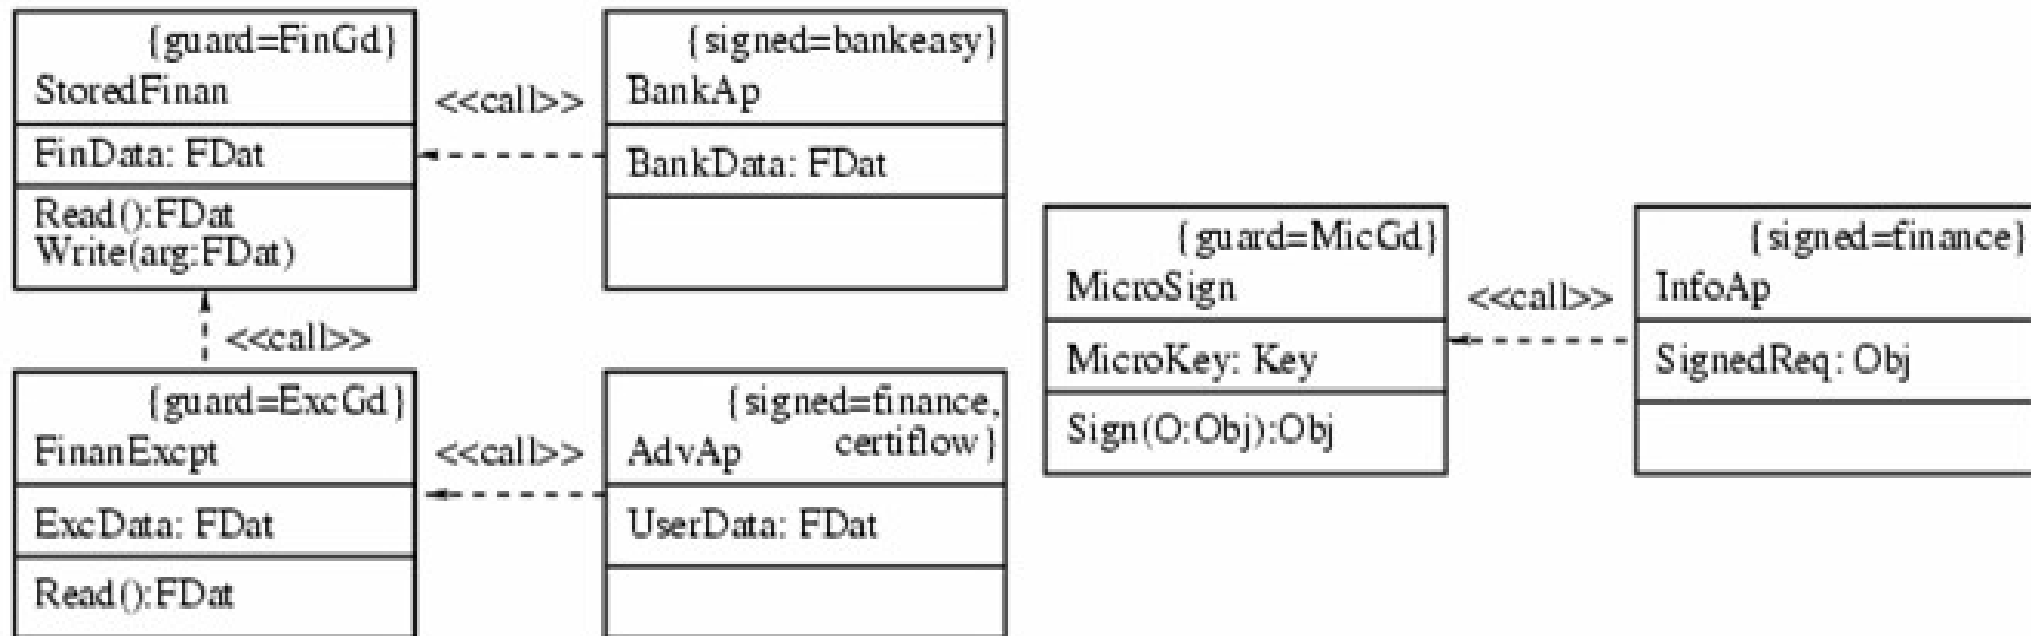 {guard=FinGd}
StoredFinan
FinData: FDat
Read():FDat
Write(arg:FDat)
<<call>>
{signed=bankeasy}
BankAp
BankData: FDat
<<call>>
{guard=ExcGd}
FinanExcpt
ExcData: FDat
Read():FDat
<<call>>
{signed=finance,
certiflow}
AdvAp
UserData: FDat
{guard=MicGd}
MicroSign
MicroKey: Key
Sign(O:Obj):Obj
<<call>>
{signed=finance}
InfoAp
SignedReq: Obj